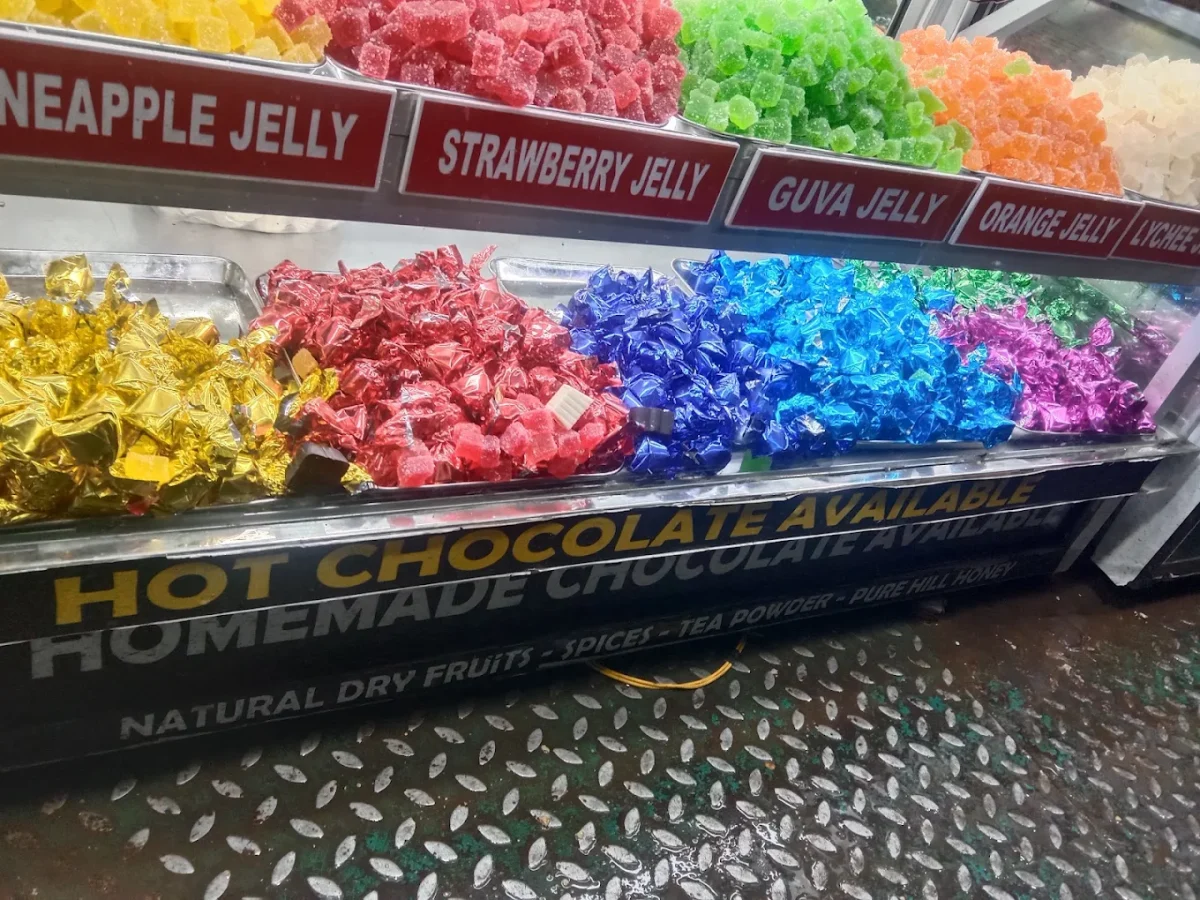 NEAPPLE JELLY
STRAWBERRY JELLY
GUVA JELLY
ORANGE JELLY
LYCHEE
HOT CHOCOLATE AVAILABLE
HOMEMADE CHOCOLATE AVAILABLE
NATURAL DRY FRUITS - SPICES - TEA POWDER - PURE HILL HONEY